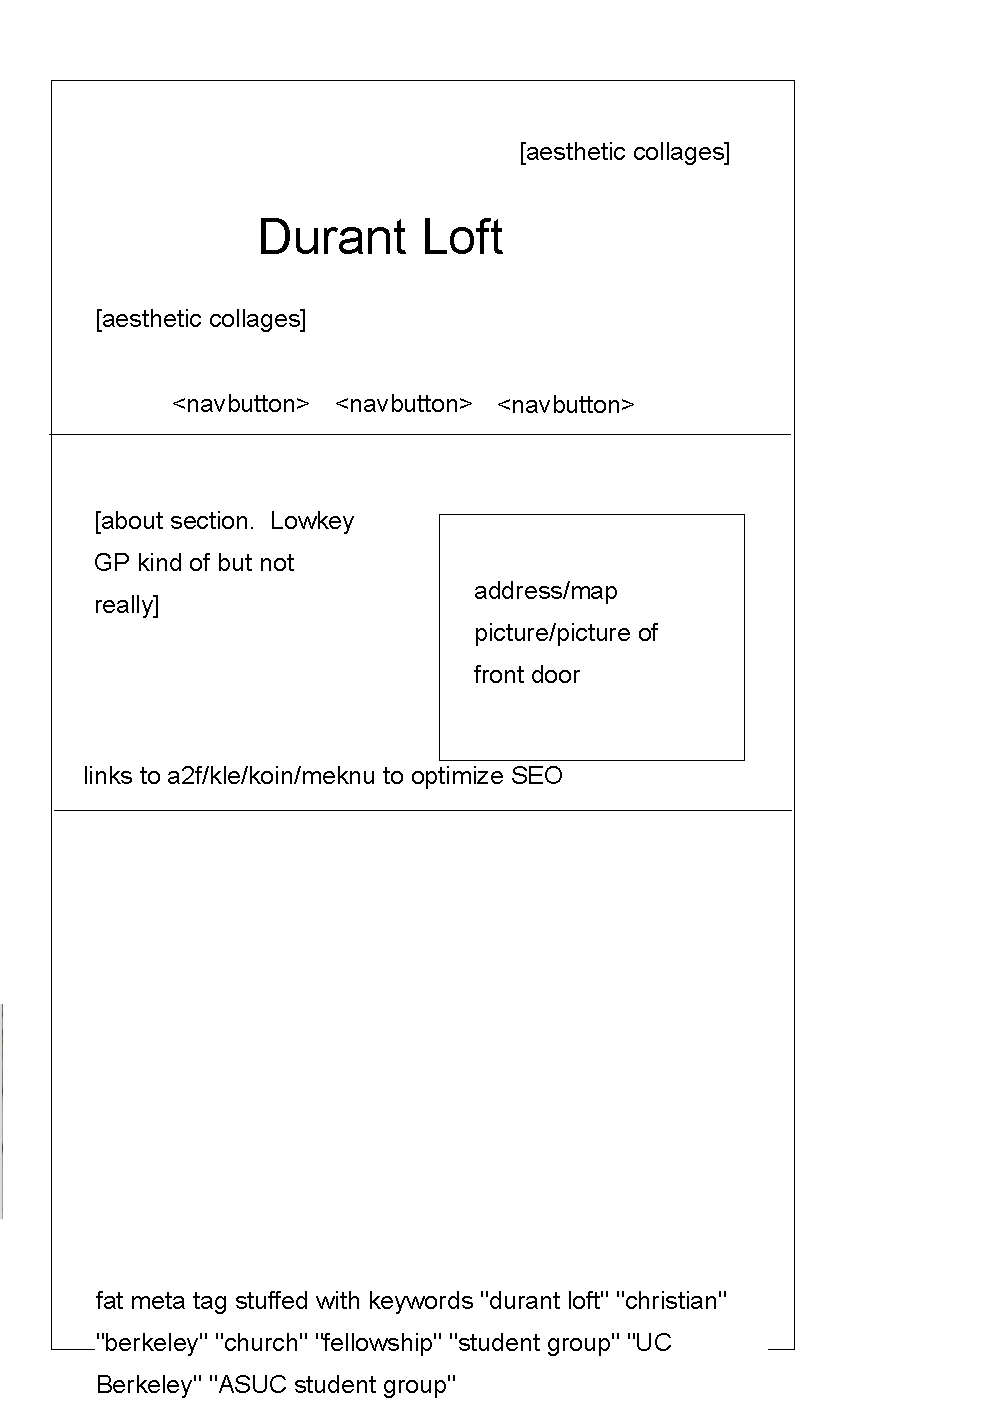 [aesthetic collages]
Durant Loft
[aesthetic collages]
<navbutton> <navbutton> <navbutton>
[about section.  Lowkey
GP kind of but not
really]
address/map
picture/picture of
front door
links to a2f/kle/koin/meknu to optimize SEO
fat meta tag stuffed with keywords "durant loft" "christian"
"berkeley" "church" "fellowship" "student group" "UC
Berkeley" "ASUC student group"